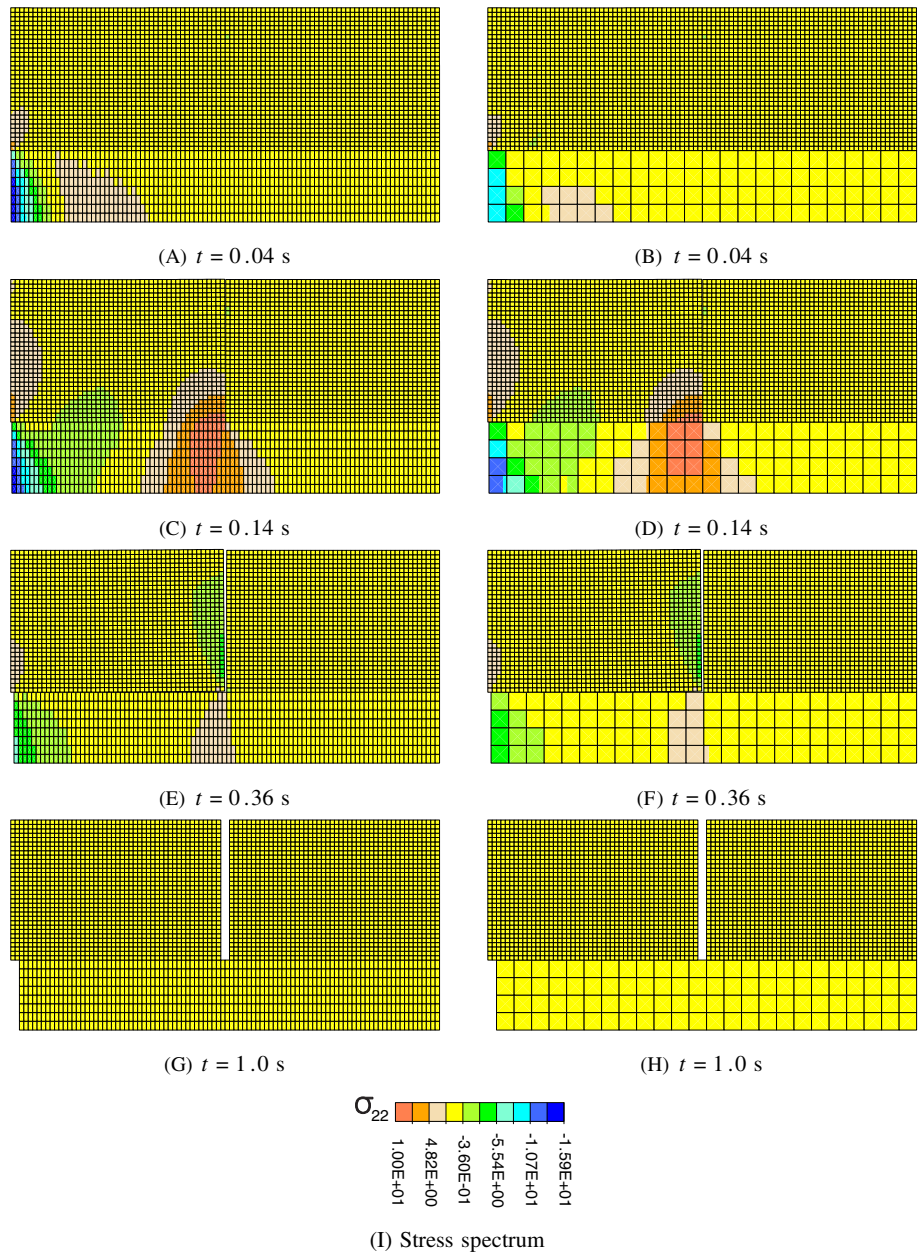 (A) t = 0.04 s
(B) t = 0.04 s
(C) t = 0.14 s
(D) t = 0.14 s
(E) t = 0.36 s
(F) t = 0.36 s
(G) t = 1.0 s
(H) t = 1.0 s
σ22
1.00E+01
4.82E+00
-3.60E-01
-5.54E+00
-1.07E+01
-1.59E+01
(I) Stress spectrum